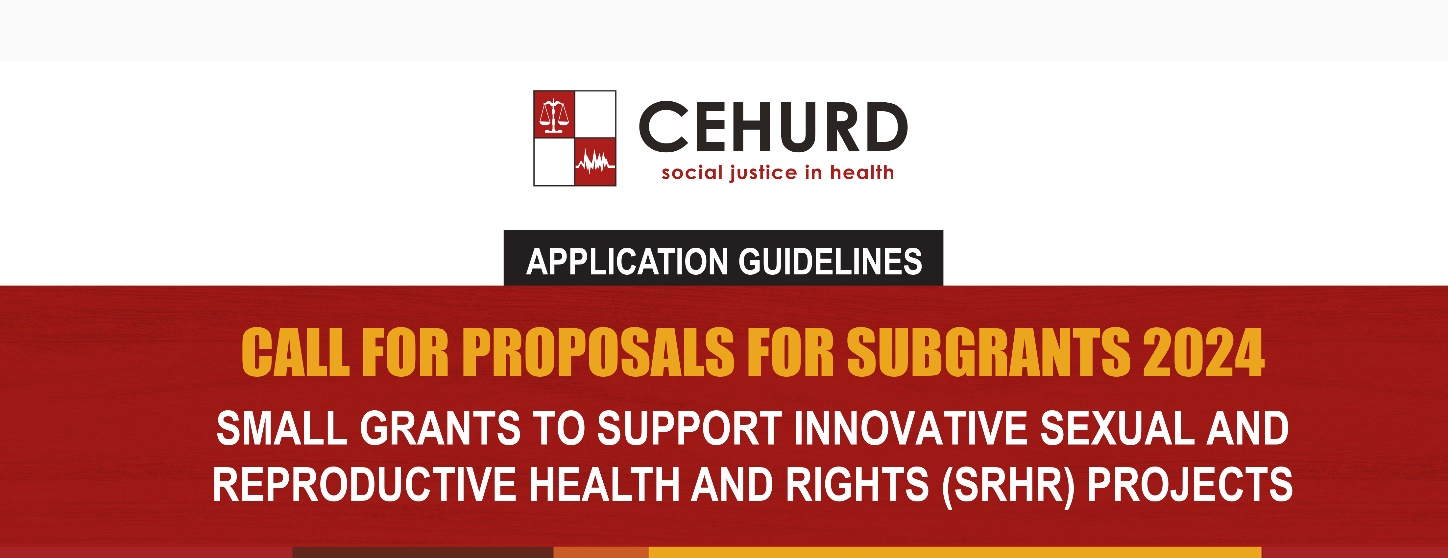 CEHURD
social justice in health
APPLICATION GUIDELINES
CALL FOR PROPOSALS FOR SUBGRANTS 2024
SMALL GRANTS TO SUPPORT INNOVATIVE SEXUAL AND
REPRODUCTIVE HEALTH AND RIGHTS (SRHR) PROJECTS